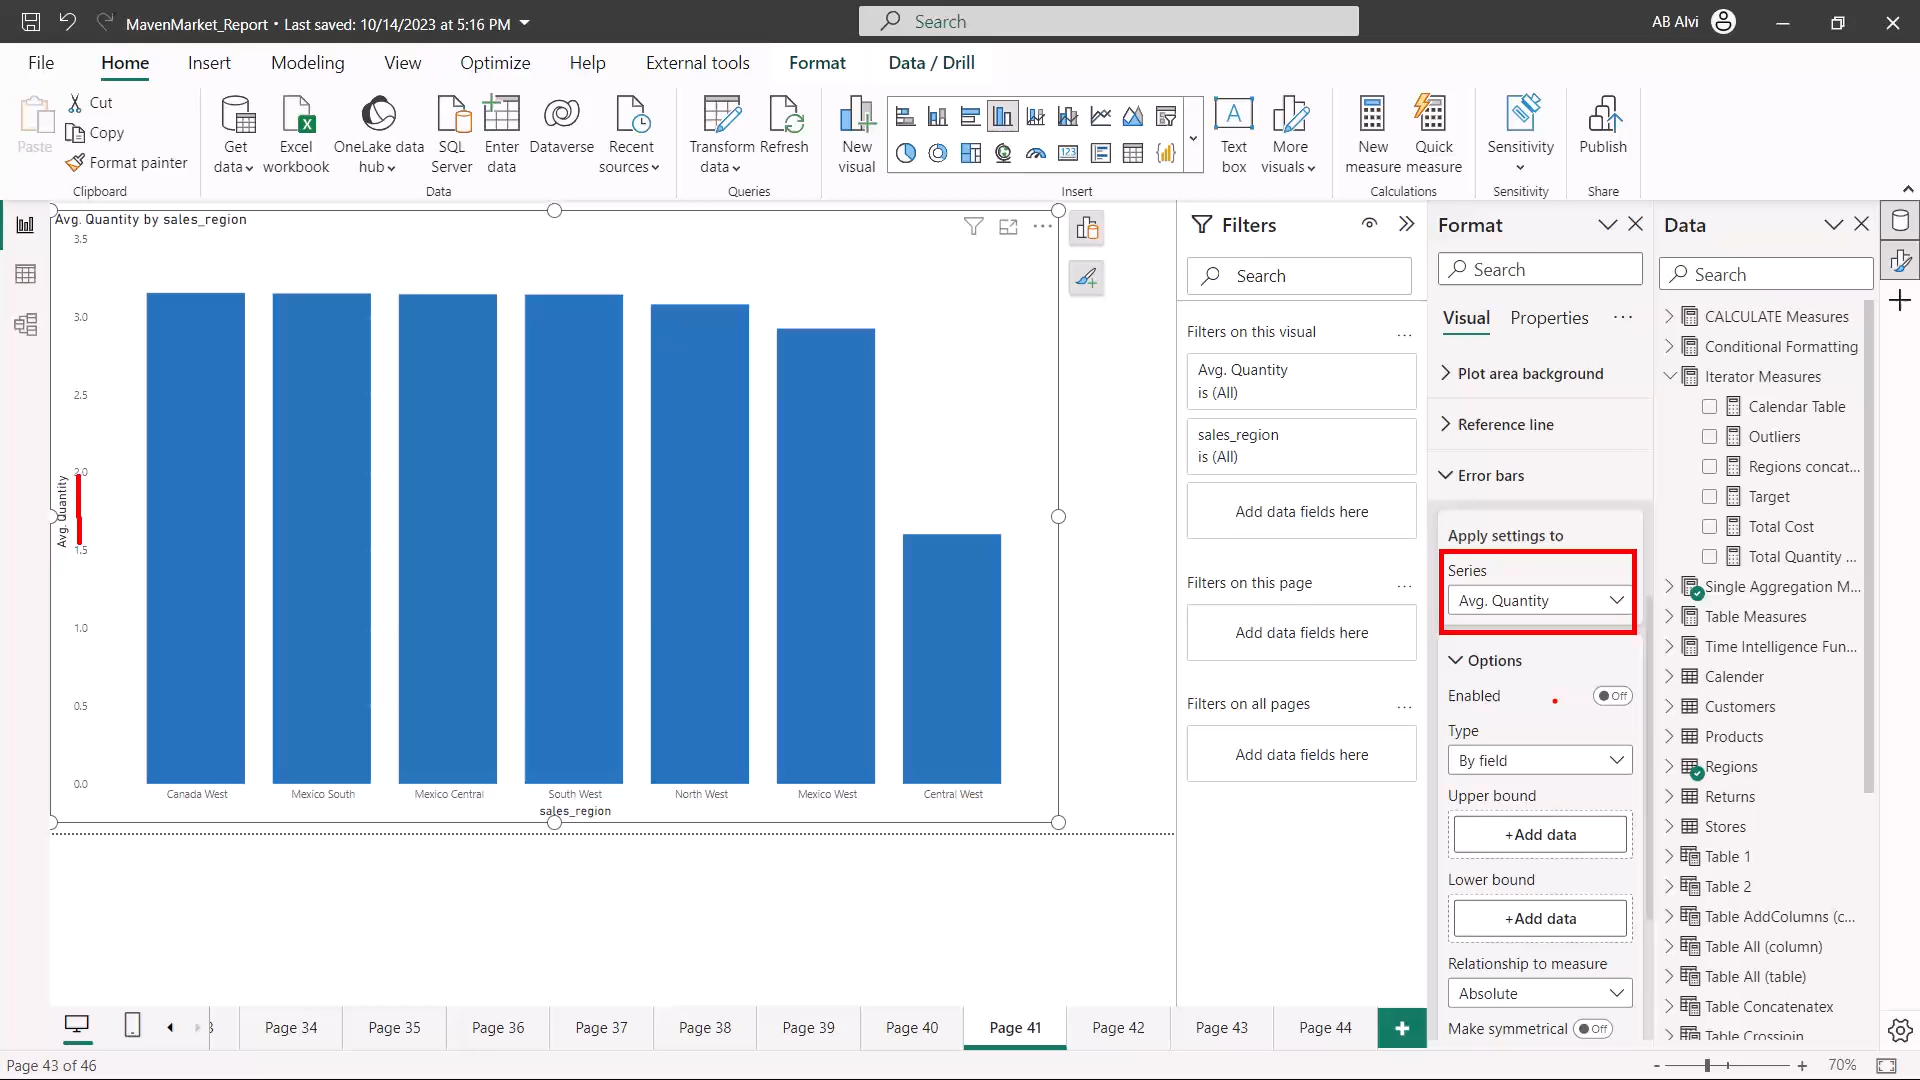 MavenMarket_Report • Last saved: 10/14/2023 at 5:16 PM
Search
AB Alvi
File
Home
Insert
Modeling
View
Optimize
Help
External tools
Format
Data / Drill
Paste
Cut
Copy
Format painter
Clipboard
Get data
Excel workbook
OneLake data hub
SQL Server
Enter data
Dataverse
Recent sources
Data
Transform data
Refresh
Queries
New visual
Text box
More visuals
Insert
New measure
Quick measure
Calculations
Sensitivity
Sensitivity
Publish
Share
Avg. Quantity by sales_region
3.5
3.0
2.5
2.0
1.5
1.0
0.5
0.0
Avg. Quantity
Canada West
Mexico South
Mexico Central
South West
North West
Mexico West
Central West
sales_region
Filters
Search
Filters on this visual
Avg. Quantity
is (All)
sales_region
is (All)
Add data fields here
Filters on this page
Add data fields here
Filters on all pages
Add data fields here
Format
Search
Visual
Properties
Plot area background
Reference line
Error bars
Apply settings to
Series
Avg. Quantity
Options
Enabled
Off
Type
By field
Upper bound
+Add data
Lower bound
+Add data
Relationship to measure
Absolute
Make symmetrical
Off
Data
Search
CALCULATE Measures
Conditional Formatting
Iterator Measures
Calendar Table
Outliers
Regions concat...
Target
Total Cost
Total Quantity ...
Single Aggregation M...
Table Measures
Time Intelligence Fun...
Calender
Customers
Products
Regions
Returns
Stores
Table 1
Table 2
Table AddColumns (c...
Table All (column)
Table All (table)
Table Concatenatex
Table Crossjoin
Page 34
Page 35
Page 36
Page 37
Page 38
Page 39
Page 40
Page 41
Page 42
Page 43
Page 44
Page 43 of 46
70%